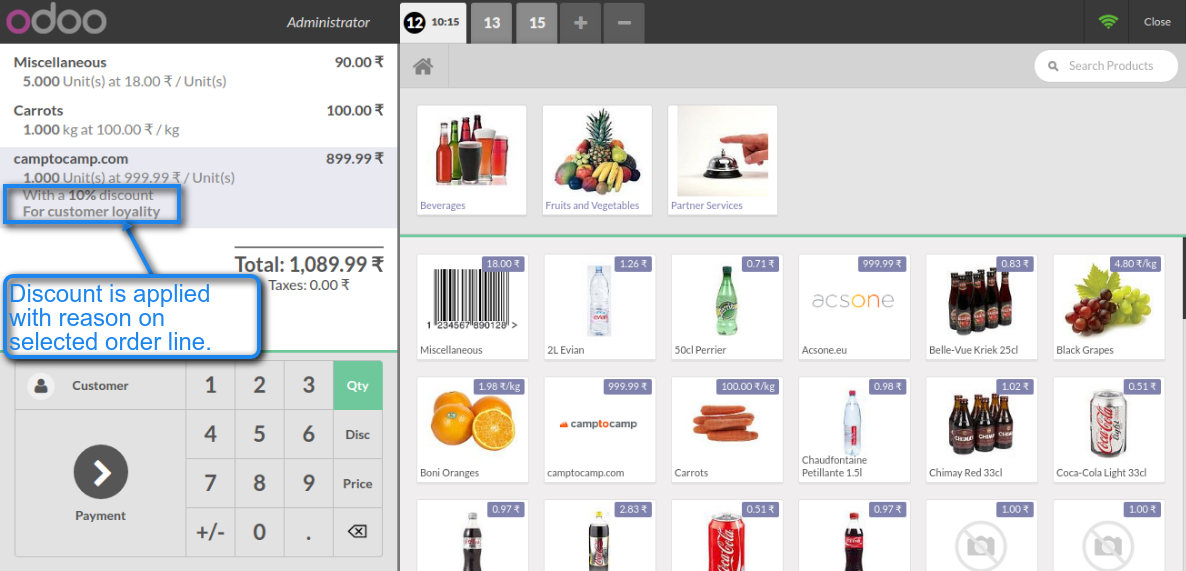 odoo
Administrator
12 10:15
13
15
+
−
Close
Miscellaneous 90.00 ₹
5.000 Unit(s) at 18.00 ₹ / Unit(s)
Carrots 100.00 ₹
1.000 kg at 100.00 ₹ / kg
camptocamp.com 899.99 ₹
1.000 Unit(s) at 999.99 ₹ / Unit(s)
With a 10% discount
For customer loyality
Total: 1,089.99 ₹
Taxes: 0.00 ₹
Discount is applied
with reason on
selected order line.
Customer
1 2 3 Qty
4 5 6 Disc
7 8 9 Price
+/- 0 .
Payment
Search Products
Beverages
Fruits and Vegetables
Partner Services
18.00 ₹
1 234567 890128 >
Miscellaneous
1.26 ₹
evian
2L Evian
0.71 ₹
50cl Perrier
999.99 ₹
acsone
Acsone.eu
0.83 ₹
Belle-Vue Kriek 25cl
4.80 ₹/kg
Black Grapes
1.98 ₹/kg
Boni Oranges
999.99 ₹
camptocamp
camptocamp.com
100.00 ₹/kg
Carrots
0.98 ₹
Chaudfontaine
Petillante 1.5l
1.02 ₹
CHIMAY
Chimay Red 33cl
0.51 ₹
Coca-Cola
light
Coca-Cola Light 33cl
0.97 ₹
2.83 ₹
0.51 ₹
Coca-Cola
0.97 ₹
1.00 ₹
1.00 ₹